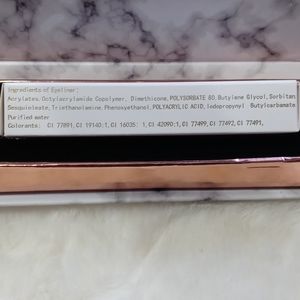 Ingredients of Eyeliner:
Acrylates, Octylacrylamide Copolymer, Dimethicone, POLYSORBATE 80, Butylene Glycol, Sorbitan
Sesquioleate, Triethanolamine, Phenoxyethanol, POLYACRYLIC ACID, Iodopropynyl Butylcarbamate
Purified water
Colorants: CI 77891, CI 19140:1, CI 16035: 1, CI 42090:1, CI 77499, CI 77492, CI 77491,